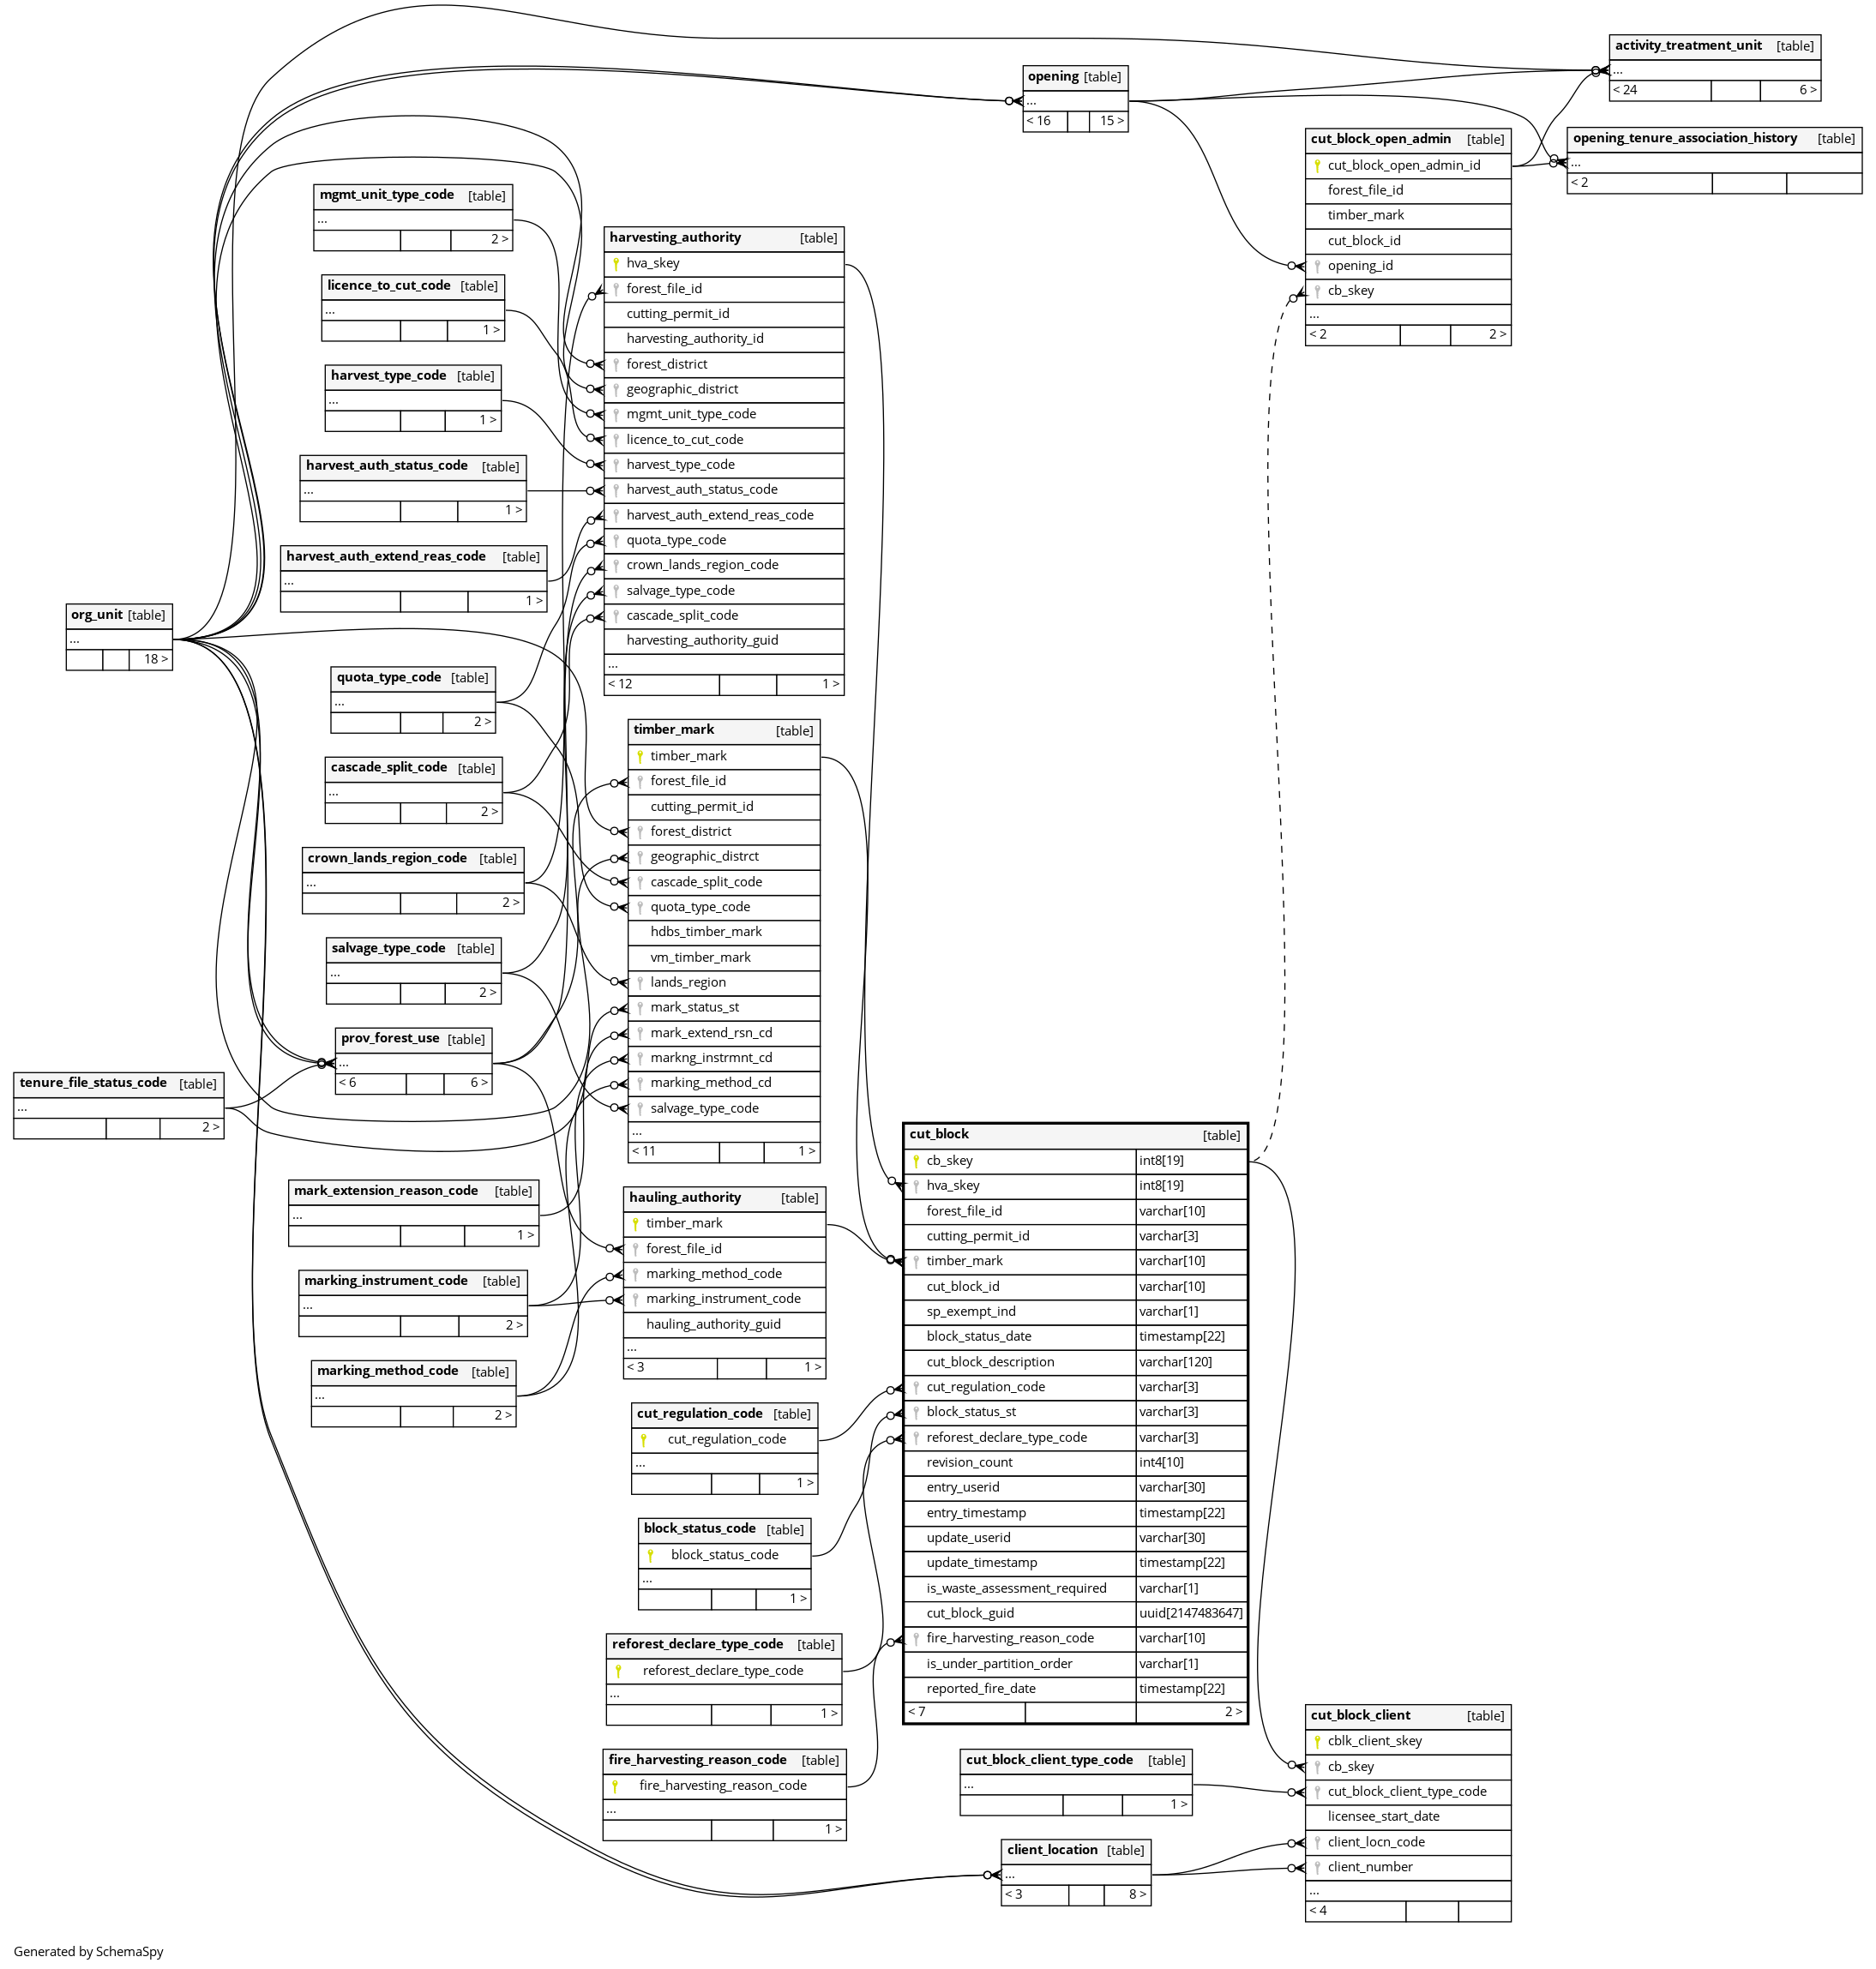 activity_treatment_unit [table]
...
< 24 6 >
opening [table]
...
< 16 15 >
cut_block_open_admin [table]
cut_block_open_admin_id
forest_file_id
timber_mark
cut_block_id
opening_id
cb_skey
...
< 2 2 >
opening_tenure_association_history [table]
...
< 2
mgmt_unit_type_code [table]
...
2 >
licence_to_cut_code [table]
...
1 >
harvest_type_code [table]
...
1 >
harvest_auth_status_code [table]
...
1 >
harvest_auth_extend_reas_code [table]
...
1 >
harvesting_authority [table]
hva_skey
forest_file_id
cutting_permit_id
harvesting_authority_id
forest_district
geographic_district
mgmt_unit_type_code
licence_to_cut_code
harvest_type_code
harvest_auth_status_code
harvest_auth_extend_reas_code
quota_type_code
crown_lands_region_code
salvage_type_code
cascade_split_code
harvesting_authority_guid
...
< 12 1 >
org_unit [table]
...
18 >
quota_type_code [table]
...
2 >
cascade_split_code [table]
...
2 >
crown_lands_region_code [table]
...
2 >
salvage_type_code [table]
...
2 >
prov_forest_use [table]
...
< 6 6 >
tenure_file_status_code [table]
...
2 >
timber_mark [table]
timber_mark
forest_file_id
cutting_permit_id
forest_district
geographic_distrct
cascade_split_code
quota_type_code
hdbs_timber_mark
vm_timber_mark
lands_region
mark_status_st
mark_extend_rsn_cd
markng_instrmnt_cd
marking_method_cd
salvage_type_code
...
< 11 1 >
mark_extension_reason_code [table]
...
1 >
marking_instrument_code [table]
...
2 >
marking_method_code [table]
...
2 >
hauling_authority [table]
timber_mark
forest_file_id
marking_method_code
marking_instrument_code
hauling_authority_guid
...
< 3 1 >
cut_regulation_code [table]
cut_regulation_code
...
1 >
block_status_code [table]
block_status_code
...
1 >
reforest_declare_type_code [table]
reforest_declare_type_code
...
1 >
fire_harvesting_reason_code [table]
fire_harvesting_reason_code
...
1 >
cut_block [table]
cb_skey int8[19]
hva_skey int8[19]
forest_file_id varchar[10]
cutting_permit_id varchar[3]
timber_mark varchar[10]
cut_block_id varchar[10]
sp_exempt_ind varchar[1]
block_status_date timestamp[22]
cut_block_description varchar[120]
cut_regulation_code varchar[3]
block_status_st varchar[3]
reforest_declare_type_code varchar[3]
revision_count int4[10]
entry_userid varchar[30]
entry_timestamp timestamp[22]
update_userid varchar[30]
update_timestamp timestamp[22]
is_waste_assessment_required varchar[1]
cut_block_guid uuid[2147483647]
fire_harvesting_reason_code varchar[10]
is_under_partition_order varchar[1]
reported_fire_date timestamp[22]
< 7 2 >
cut_block_client_type_code [table]
...
1 >
client_location [table]
...
< 3 8 >
cut_block_client [table]
cblk_client_skey
cb_skey
cut_block_client_type_code
licensee_start_date
client_locn_code
client_number
...
< 4
Generated by SchemaSpy